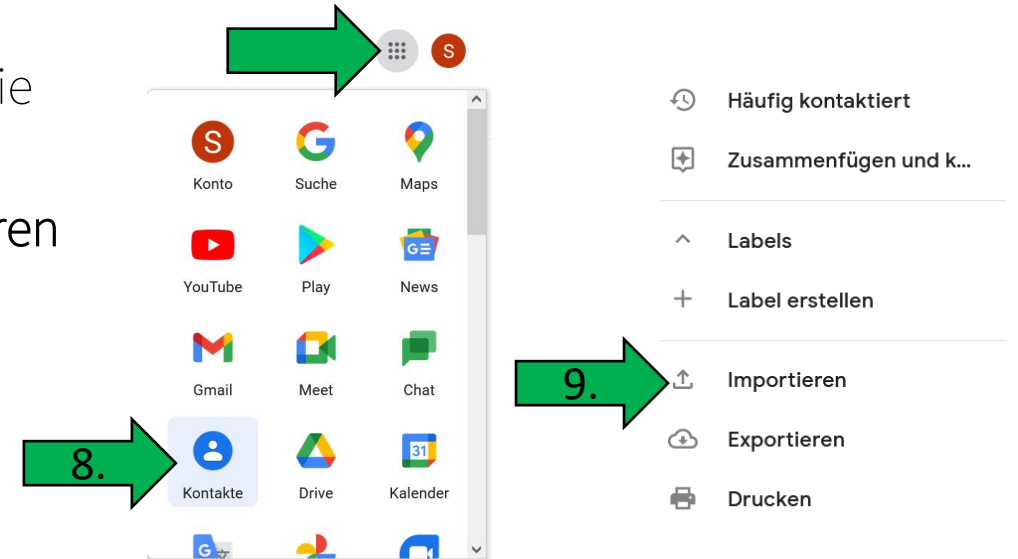 ie
ren
S
S
Konto Suche Maps
G≡
YouTube Play News
Gmail Meet Chat
8.
31
Kontakte Drive Kalender
G
Häufig kontaktiert
Zusammenfügen und k...
Labels
Label erstellen
9.
Importieren
Exportieren
Drucken